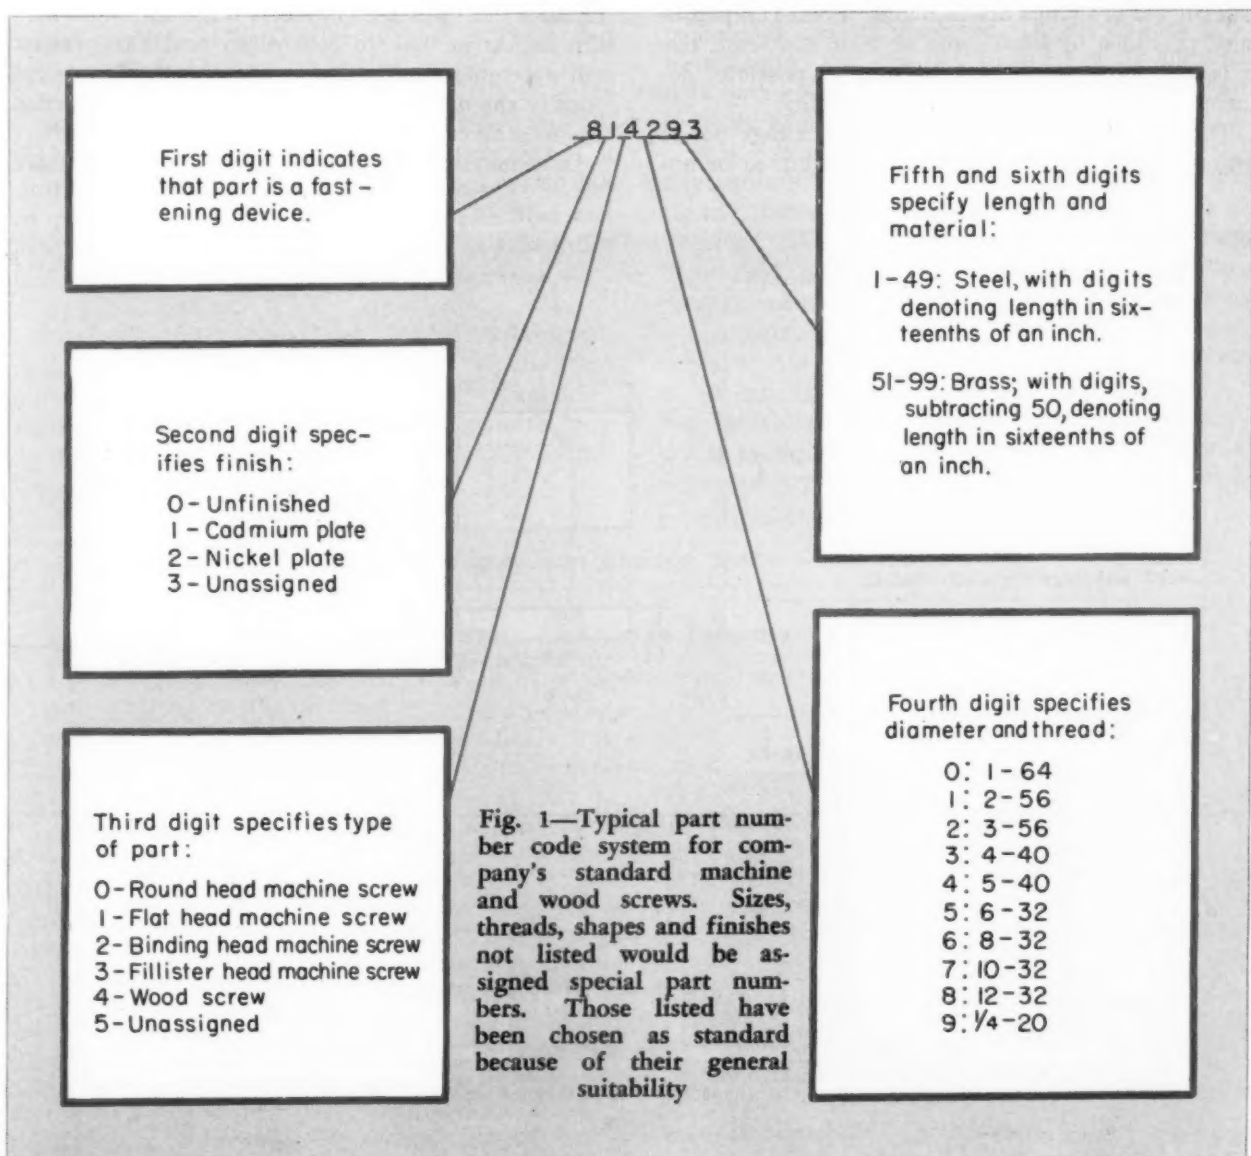 814293
First digit indicates
that part is a fast-
ening device.
Second digit spec-
ifies finish:
0-Unfinished
1-Cadmium plate
2-Nickel plate
3-Unassigned
Third digit specifies type
of part:
0-Round head machine screw
1-Flat head machine screw
2-Binding head machine screw
3-Fillister head machine screw
4-Wood screw
5-Unassigned
Fifth and sixth digits
specify length and
material:
1-49: Steel, with digits
denoting length in six-
teenths of an inch.
51-99: Brass; with digits,
subtracting 50, denoting
length in sixteenths of
an inch.
Fourth digit specifies
diameter and thread:
0: 1-64
1: 2-56
2: 3-56
3: 4-40
4: 5-40
5: 6-32
6: 8-32
7: 10-32
8: 12-32
9: 1/4-20
Fig. 1—Typical part num-
ber code system for com-
pany's standard machine
and wood screws. Sizes,
threads, shapes and finishes
not listed would be as-
signed special part num-
bers. Those listed have
been chosen as standard
because of their general
suitability